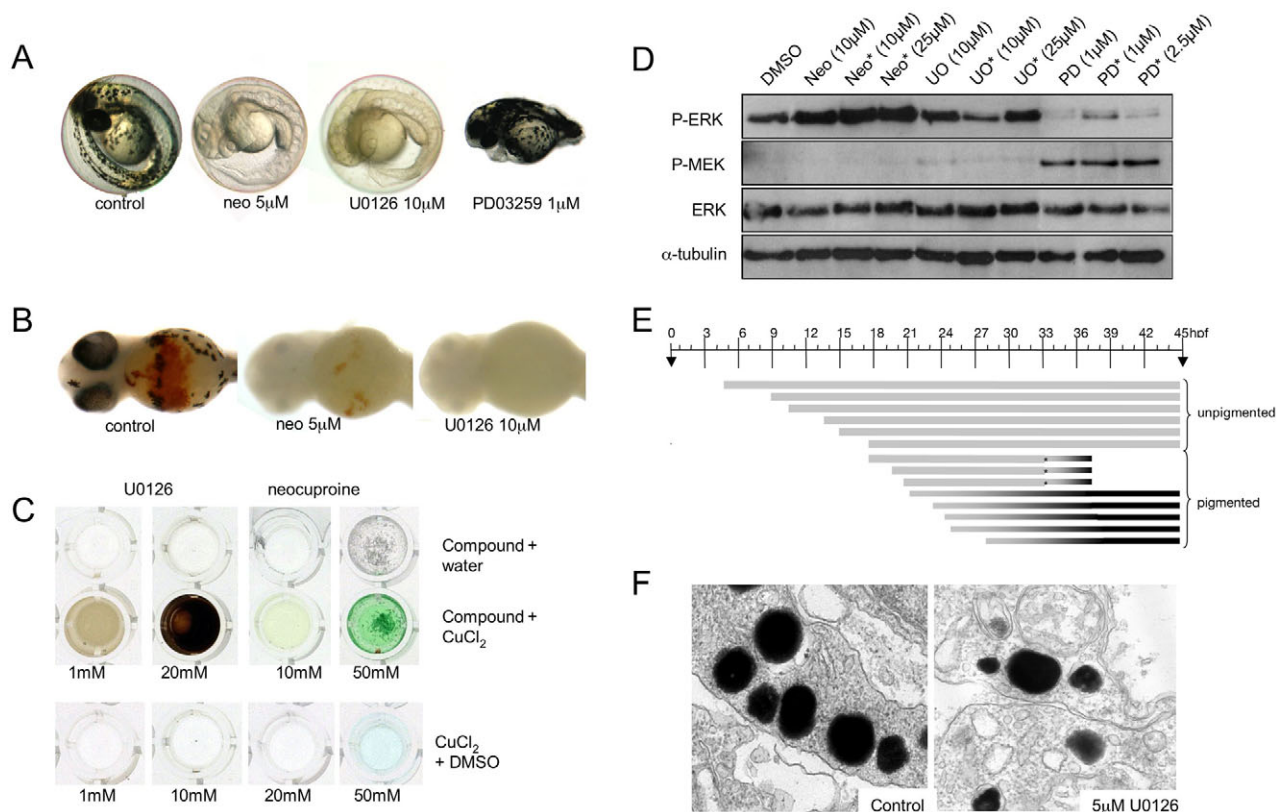 A
control
neo 5µM
U0126 10µM
PD03259 1µM
B
control
neo 5µM
U0126 10µM
C
U0126 neocuproine
Compound + water
Compound + CuCl2
1mM 20mM 10mM 50mM
CuCl2 + DMSO
1mM 10mM 20mM 50mM
D
DMSO
Neo (10µM)
Neo* (10µM)
Neo* (25µM)
UO (10µM)
UO* (10µM)
UO* (25µM)
PD (1µM)
PD* (1µM)
PD* (2.5µM)
P-ERK
P-MEK
ERK
α-tubulin
E
0 3 6 9 12 15 18 21 24 27 30 33 36 39 42 45hpf
unpigmented
pigmented
F
Control
5µM U0126